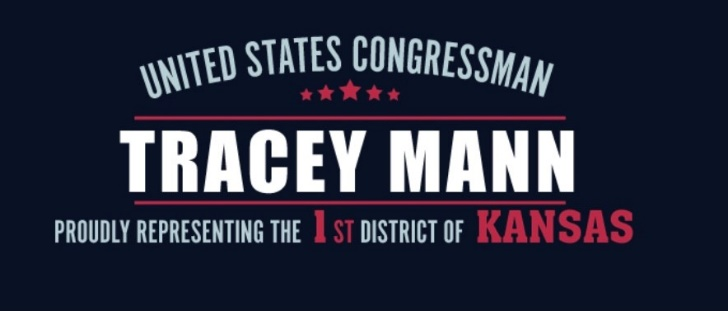 UNITED STATES CONGRESSMAN
TRACEY MANN
PROUDLY REPRESENTING THE 1ST DISTRICT OF KANSAS